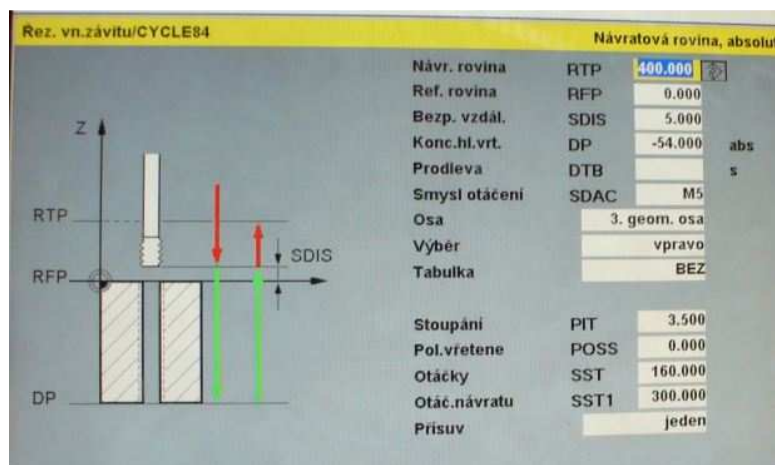 Řez. vn.závitu/CYCLE84
Návratová rovina, absolut
Návr. rovina RTP 400.000
Ref. rovina RFP 0.000
Bezp. vzdál. SDIS 5.000
Konc.hl.vrt. DP -54.000 abs
Prodleva DTB s
Smysl otáčení SDAC M5
Osa 3. geom. osa
Výběr vpravo
Tabulka BEZ
Stoupání PIT 3.500
Pol.vřetene POSS 0.000
Otáčky SST 160.000
Otáč.návratu SST1 300.000
Přísuv jeden
Z
RTP
SDIS
RFP
DP